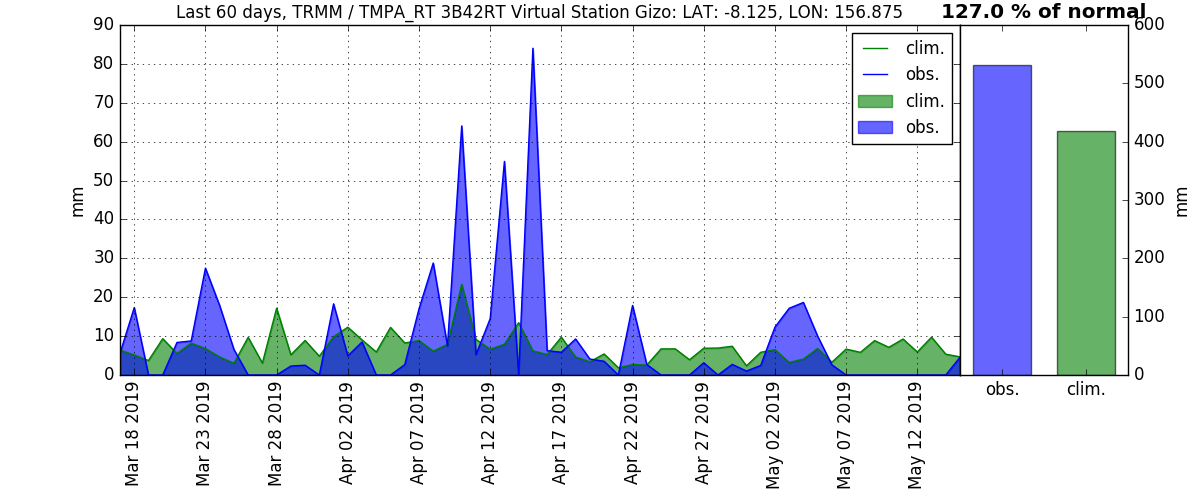 Last 60 days, TRMM / TMPA_RT 3B42RT Virtual Station Gizo: LAT: -8.125, LON: 156.875
127.0 % of normal
90
80
70
60
50
40
30
20
10
0
mm
clim.
obs.
clim.
obs.
600
500
400
300
200
100
0
mm
Mar 18 2019
Mar 23 2019
Mar 28 2019
Apr 02 2019
Apr 07 2019
Apr 12 2019
Apr 17 2019
Apr 22 2019
Apr 27 2019
May 02 2019
May 07 2019
May 12 2019
obs.
clim.